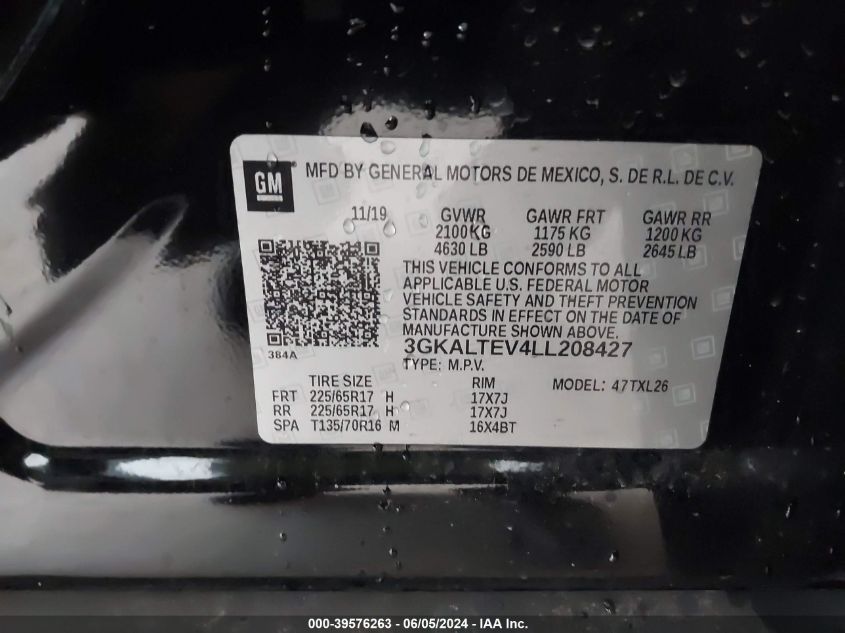 GM
MFD BY GENERAL MOTORS DE MEXICO, S. DE R.L. DE C.V.
11/19 GVWR GAWR FRT GAWR RR
2100 KG 1175 KG 1200 KG
4630 LB 2590 LB 2645 LB
THIS VEHICLE CONFORMS TO ALL
APPLICABLE U.S. FEDERAL MOTOR
VEHICLE SAFETY AND THEFT PREVENTION
STANDARDS IN EFFECT ON THE DATE OF
MANUFACTURE SHOWN ABOVE.
384A
3GKALTEV4LL208427
TYPE: M.P.V.
TIRE SIZE RIM MODEL: 47TXL26
FRT 225/65R17 H 17X7J
RR 225/65R17 H 17X7J
SPA T135/70R16 M 16X4BT
000-39576263 - 06/05/2024 - Copyright © 2024 - IAA, Inc.